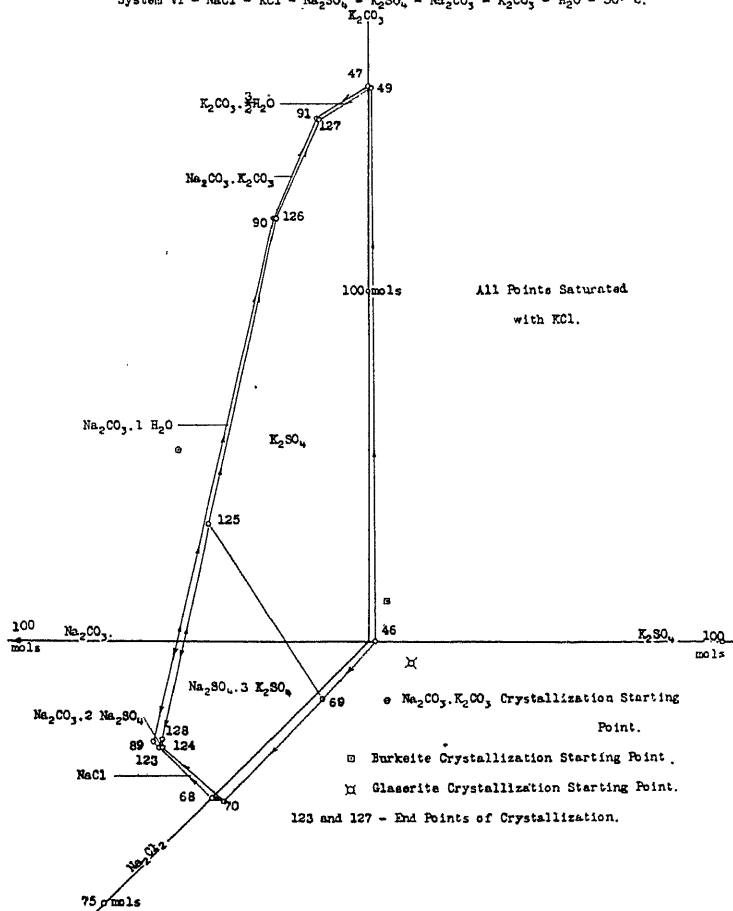 System VI - NaCl - KCl - Na₂SO₄ - K₂SO₄ - Na₂CO₃ - K₂CO₃ - H₂O - 50° C.
K₂CO₃
47
49
K₂CO₃.3/2H₂O
91
127
Na₂CO₃.K₂CO₃
90
126
100 mols
All Points Saturated
with KCl.
Na₂CO₃.1 H₂O
K₂SO₄
125
100
mols
Na₂CO₃.
46
K₂SO₄
100
mols
Na₂SO₄.3 K₂SO₄
69
Na₂CO₃.2 Na₂SO₄
128
89
124
123
NaCl
68
70
Na₂Cl₂
75 mols
Na₂CO₃.K₂CO₃ Crystallization Starting
Point.
Burkeite Crystallization Starting Point.
Glaserite Crystallization Starting Point.
123 and 127 - End Points of Crystallization.